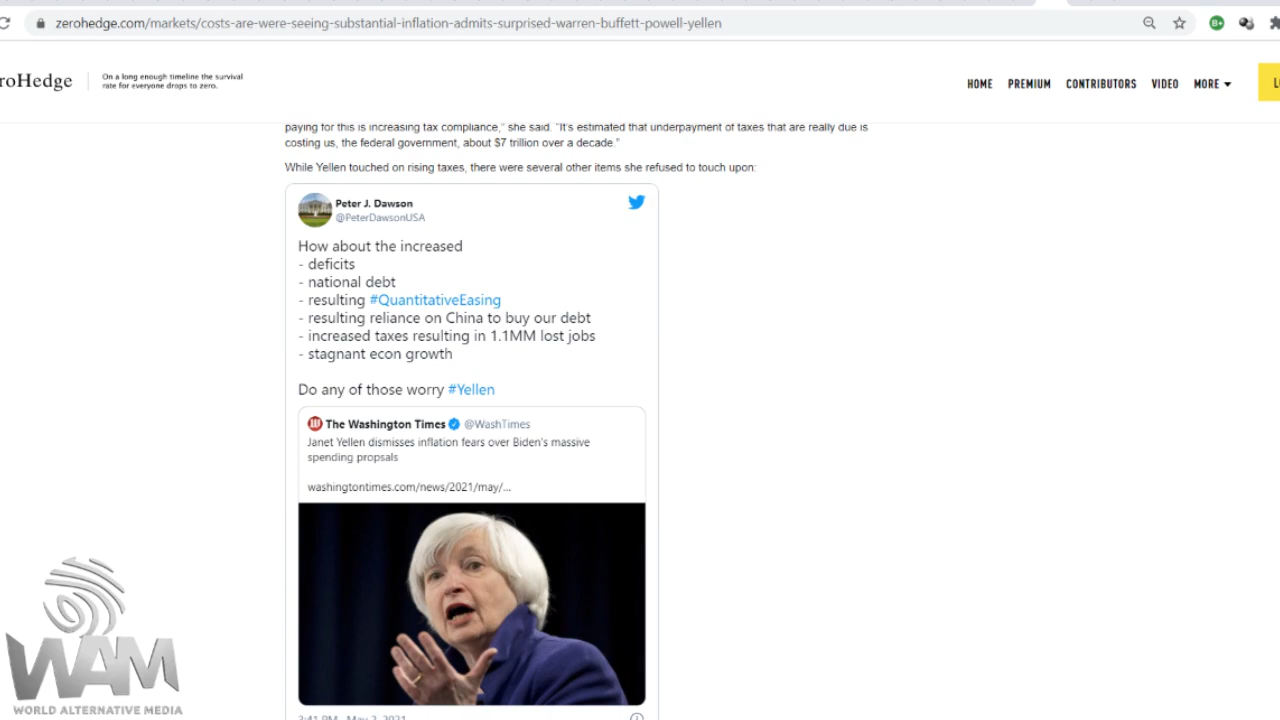 zerohedge.com/markets/costs-are-were-seeing-substantial-inflation-admits-surprised-warren-buffett-powell-yellen
B+
roHedge
On a long enough timeline the survival
rate for everyone drops to zero.
HOME PREMIUM CONTRIBUTORS VIDEO MORE
paying for this is increasing tax compliance," she said. "It's estimated that underpayment of taxes that are really due is
costing us, the federal government, about $7 trillion over a decade."
While Yellen touched on rising taxes, there were several other items she refused to touch upon:
Peter J. Dawson
@PeterDawsonUSA
How about the increased
- deficits
- national debt
- resulting #QuantitativeEasing
- resulting reliance on China to buy our debt
- increased taxes resulting in 1.1MM lost jobs
- stagnant econ growth
Do any of those worry #Yellen
W The Washington Times @WashTimes
Janet Yellen dismisses inflation fears over Biden's massive
spending propsals
washingtontimes.com/news/2021/may/...
3:41 PM · May 2, 2021
WAM
WORLD ALTERNATIVE MEDIA